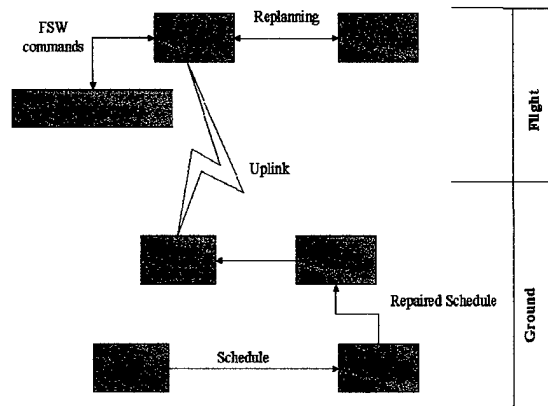 FSW
commands
Replanning
Flight
Uplink
Repaired Schedule
Ground
Schedule